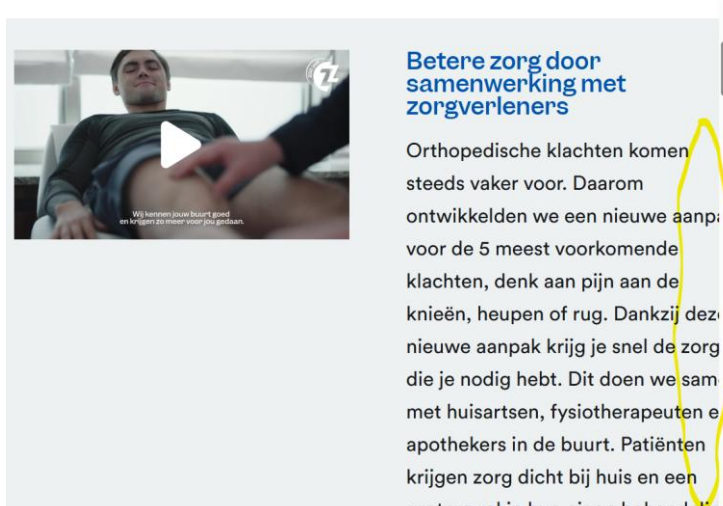 Wij kennen jouw buurt goed
en krijgen zo meer voor jou gedaan.
Betere zorg door
samenwerking met
zorgverleners
Orthopedische klachten komen
steeds vaker voor. Daarom
ontwikkelden we een nieuwe aanpa
voor de 5 meest voorkomende
klachten, denk aan pijn aan de
knieën, heupen of rug. Dankzij dez
nieuwe aanpak krijg je snel de zorg
die je nodig hebt. Dit doen we sam
met huisartsen, fysiotherapeuten e
apothekers in de buurt. Patiënten
krijgen zorg dicht bij huis en een